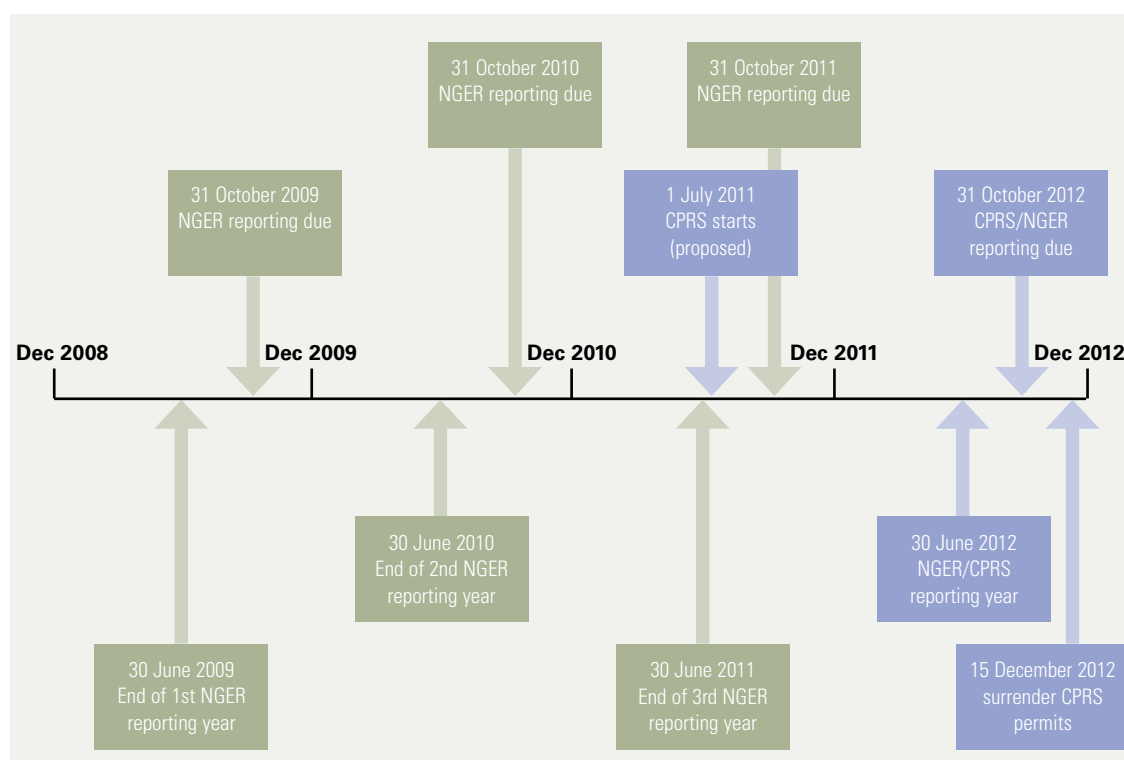 31 October 2010
NGER reporting due
31 October 2011
NGER reporting due
31 October 2009
NGER reporting due
1 July 2011
CPRS starts
(proposed)
31 October 2012
CPRS/NGER
reporting due
Dec 2008
Dec 2009
Dec 2010
Dec 2011
Dec 2012
30 June 2010
End of 2nd NGER
reporting year
30 June 2012
NGER/CPRS
reporting year
30 June 2009
End of 1st NGER
reporting year
30 June 2011
End of 3rd NGER
reporting year
15 December 2012
surrender CPRS
permits